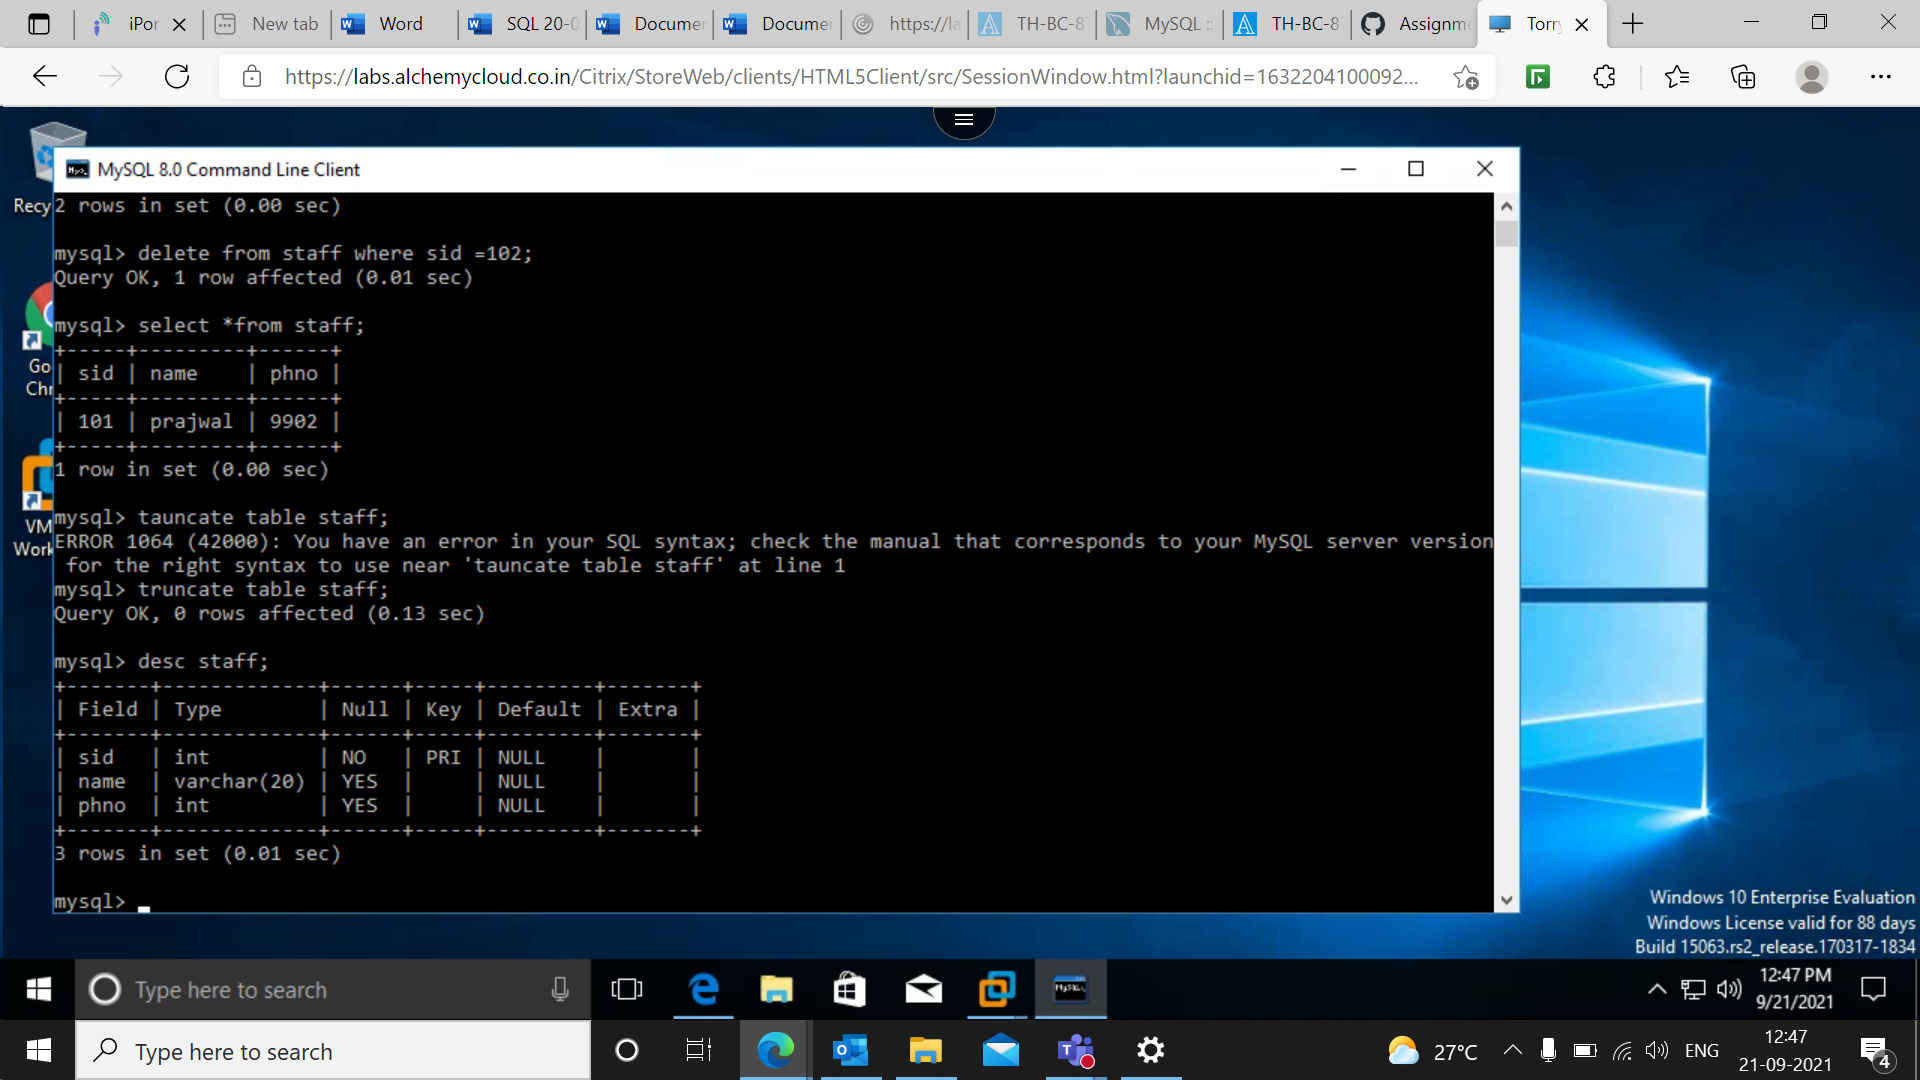 iPor
New tab
Word
SQL 20-0
Documen
Documen
https://la
TH-BC-8
MySQL ::
TH-BC-8
Assignme
Torry
https://labs.alchemycloud.co.in/Citrix/StoreWeb/clients/HTML5Client/src/SessionWindow.html?launchid=1632204100092...
MySQL 8.0 Command Line Client
Recy
Go
Chr
VM
Work
2 rows in set (0.00 sec)
mysql> delete from staff where sid =102;
Query OK, 1 row affected (0.01 sec)
mysql> select *from staff;
+-----+---------+------+
| sid | name    | phno |
+-----+---------+------+
| 101 | prajwal | 9902 |
+-----+---------+------+
1 row in set (0.00 sec)
mysql> tauncate table staff;
ERROR 1064 (42000): You have an error in your SQL syntax; check the manual that corresponds to your MySQL server version
for the right syntax to use near 'tauncate table staff' at line 1
mysql> truncate table staff;
Query OK, 0 rows affected (0.13 sec)
mysql> desc staff;
+-------+-------------+------+-----+---------+-------+
| Field | Type        | Null | Key | Default | Extra |
+-------+-------------+------+-----+---------+-------+
| sid   | int         | NO   | PRI | NULL    |       |
| name  | varchar(20) | YES  |     | NULL    |       |
| phno  | int         | YES  |     | NULL    |       |
+-------+-------------+------+-----+---------+-------+
3 rows in set (0.01 sec)
mysql>
Windows 10 Enterprise Evaluation
Windows License valid for 88 days
Build 15063.rs2_release.170317-1834
Type here to search
12:47 PM
9/21/2021
Type here to search
27°C
ENG
12:47
21-09-2021
4